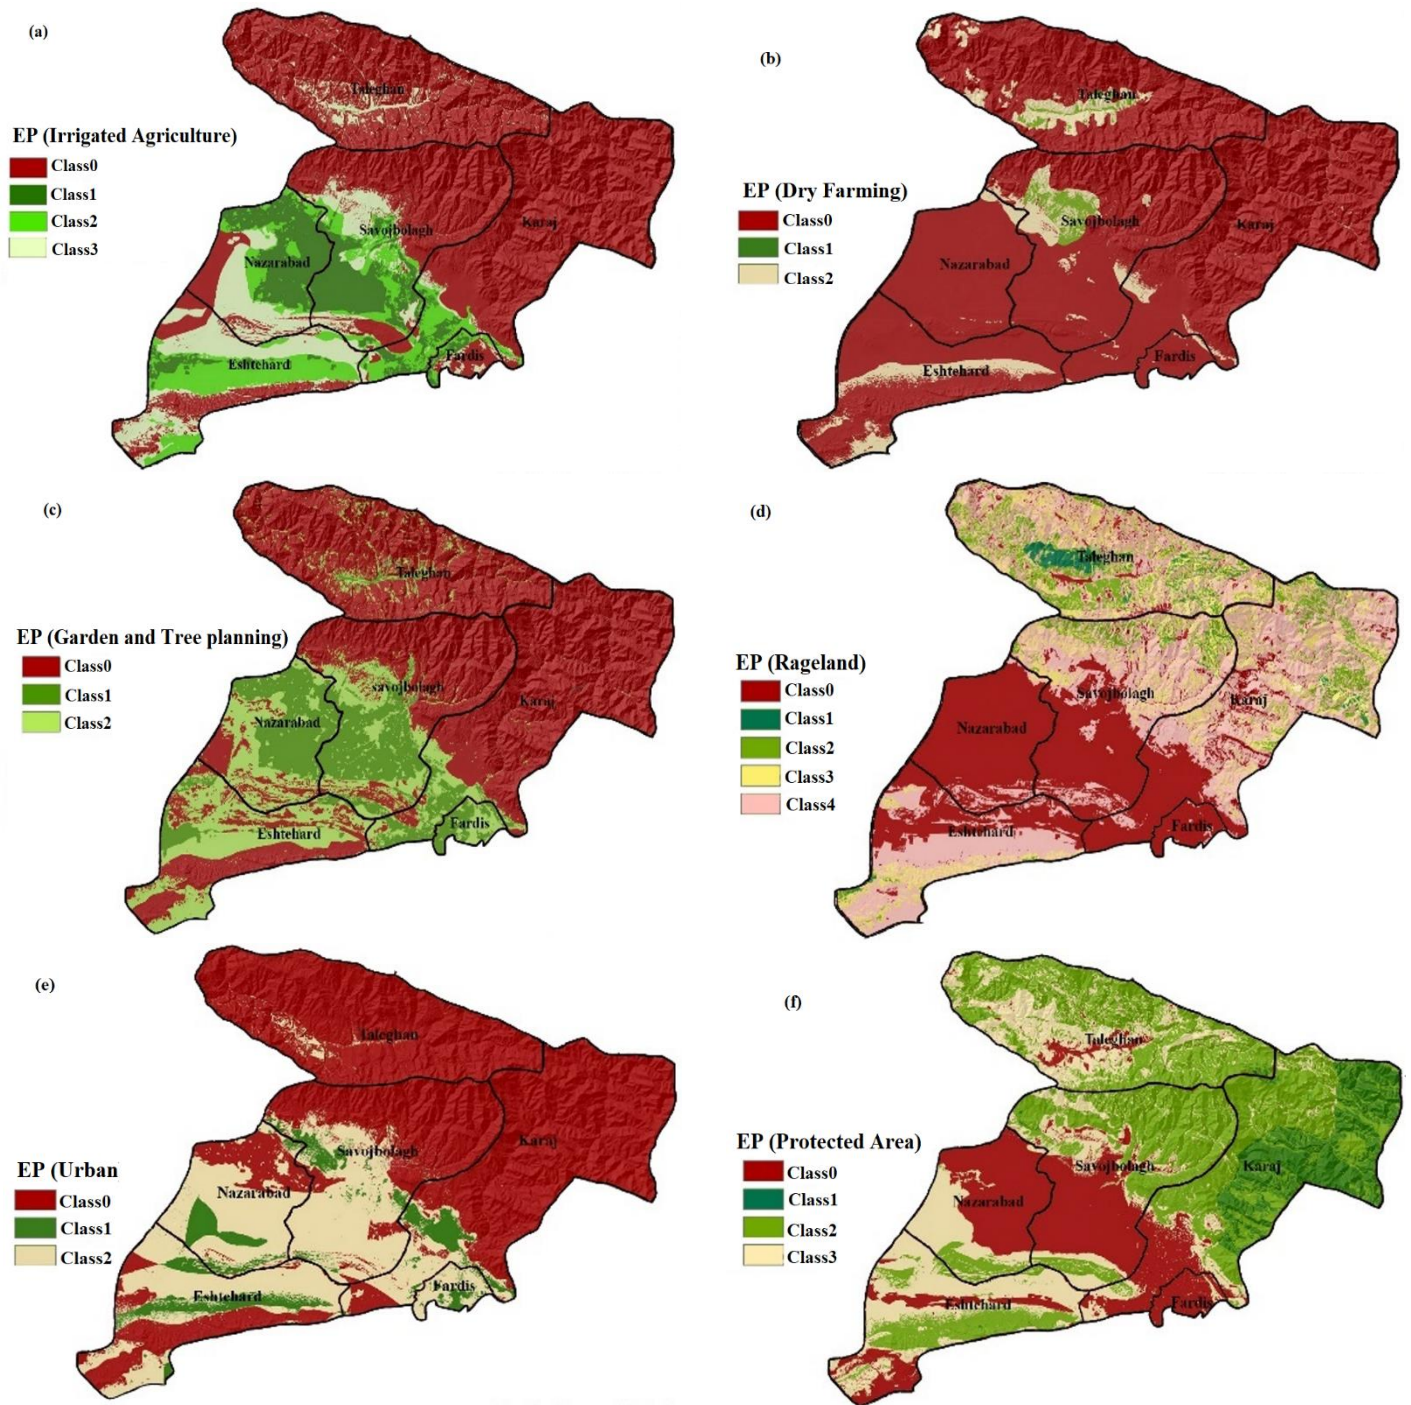 (a)
Taleghan
EP (Irrigated Agriculture)
Class0
Class1
Class2
Class3
Savojbolagh
Karaj
Nazarabad
Eshtehard
Fardis
(b)
Taleghan
EP (Dry Farming)
Class0
Class1
Class2
Savojbolagh
Karaj
Nazarabad
Eshtehard
Fardis
(c)
Taleghan
EP (Garden and Tree planning)
Class0
Class1
Class2
savojbolagh
Karaj
Nazarabad
Eshtehard
Fardis
(d)
Taleghan
EP (Rageland)
Class0
Class1
Class2
Class3
Class4
Savojbolagh
Karaj
Nazarabad
Eshtehard
Fardis
(e)
Taleghan
EP (Urban
Class0
Class1
Class2
Savojbolagh
Karaj
Nazarabad
Eshtehard
Fardis
(f)
Taleghan
EP (Protected Area)
Class0
Class1
Class2
Class3
Savojbolagh
Karaj
Nazarabad
Eshtehard
Fardis